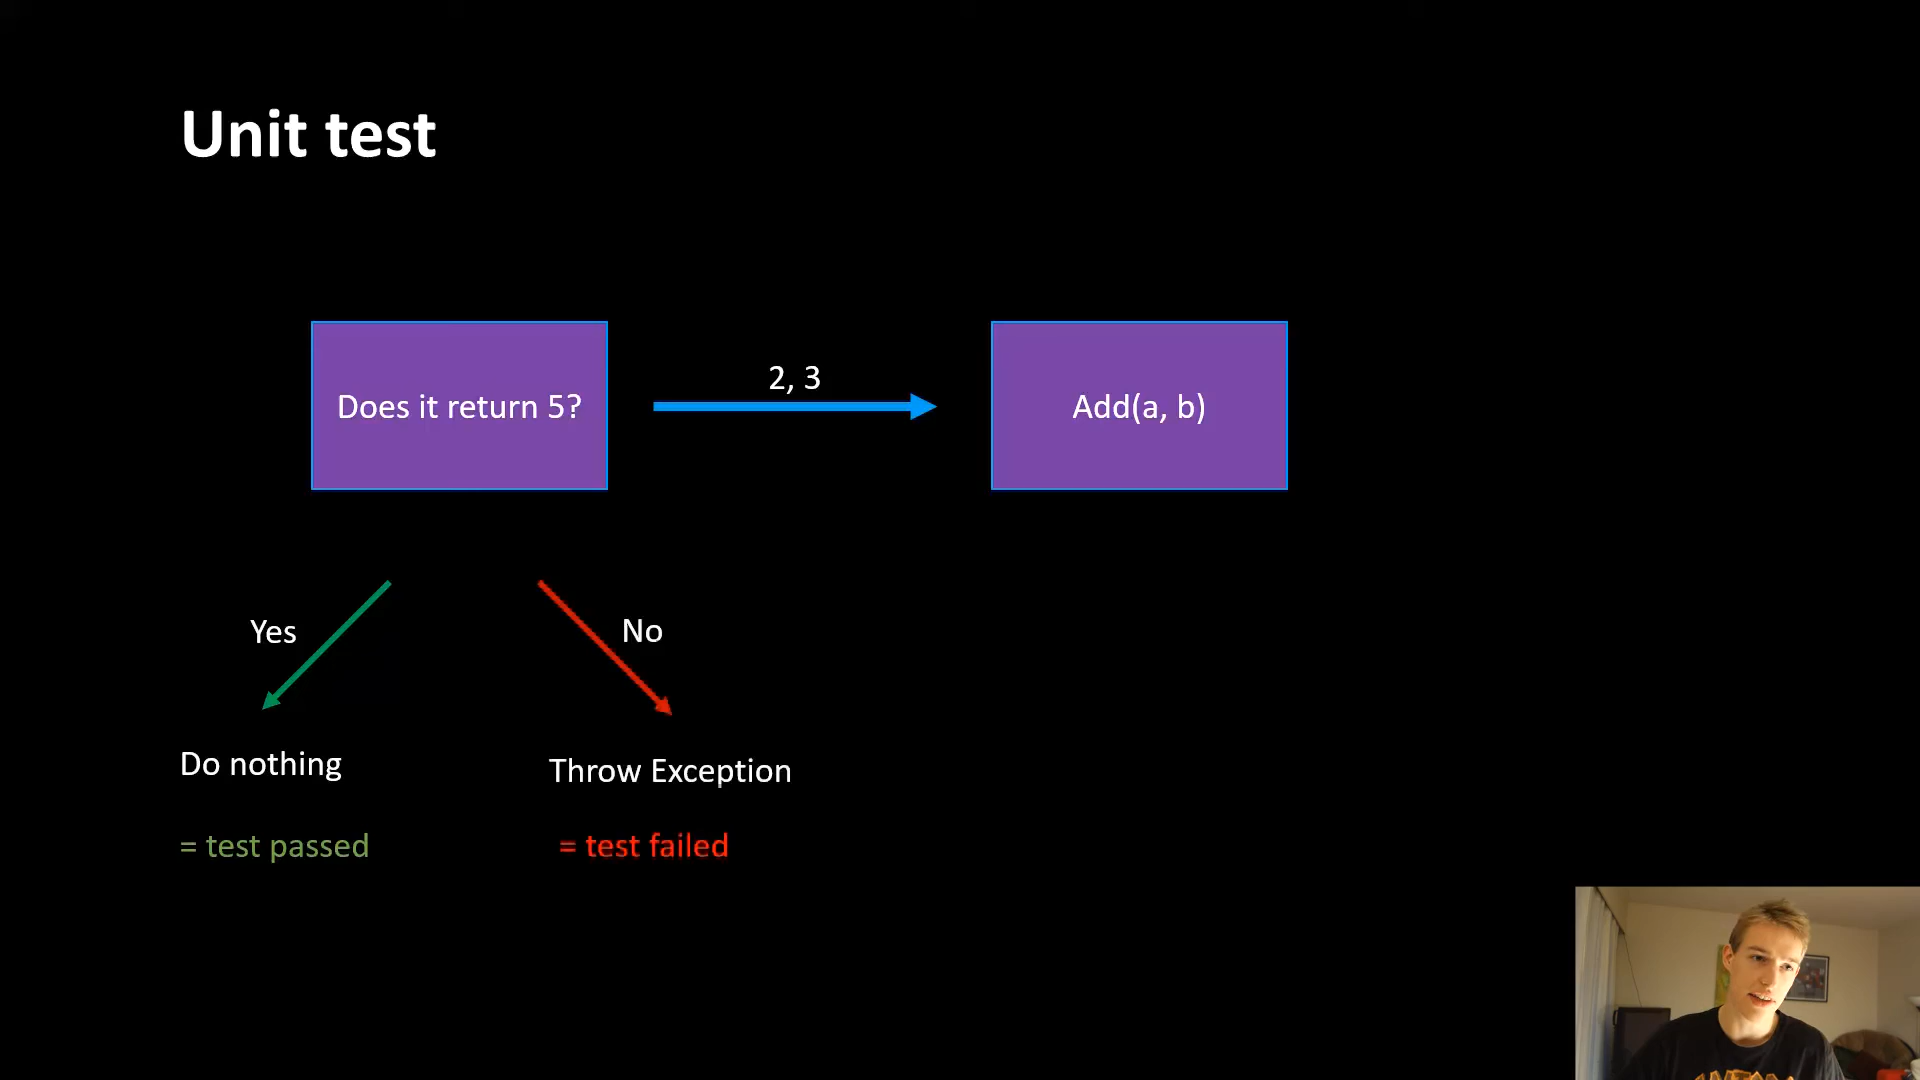 Unit test
Does it return 5?
2, 3
Add(a, b)
Yes
No
Do nothing
Throw Exception
= test passed
= test failed